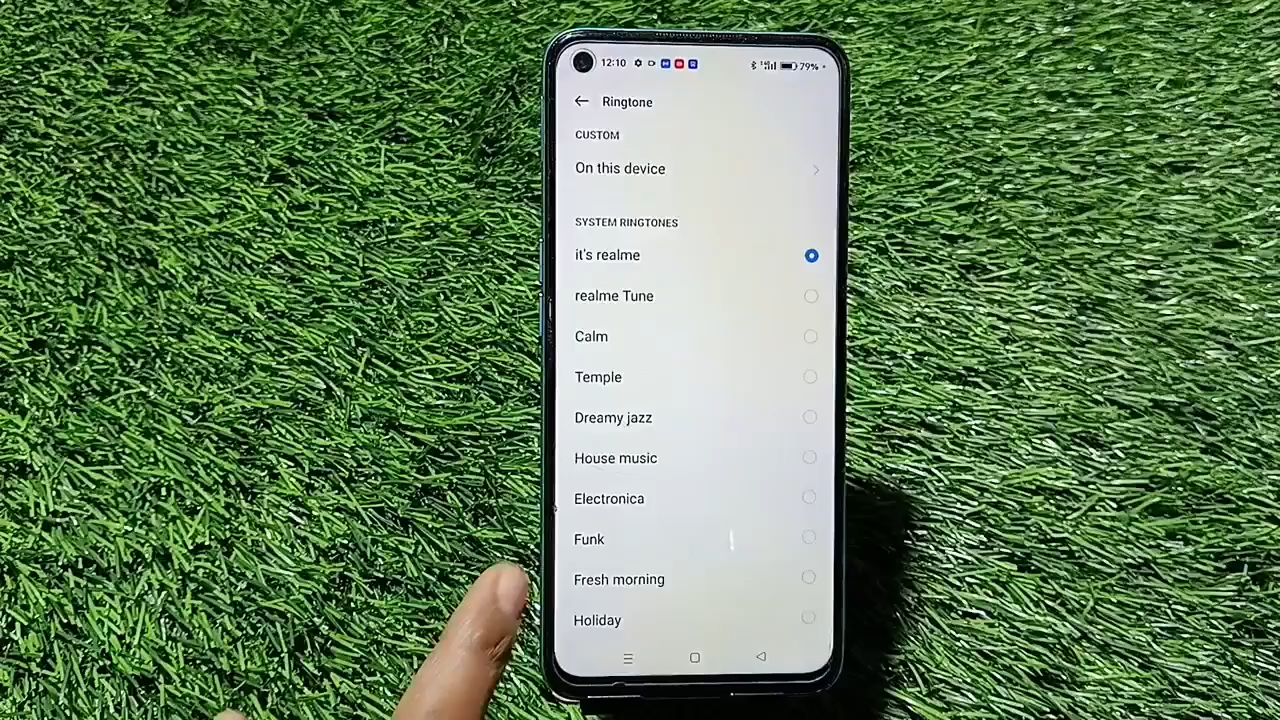 12:10
79%
Ringtone
CUSTOM
On this device
SYSTEM RINGTONES
it's realme
realme Tune
Calm
Temple
Dreamy jazz
House music
Electronica
Funk
Fresh morning
Holiday